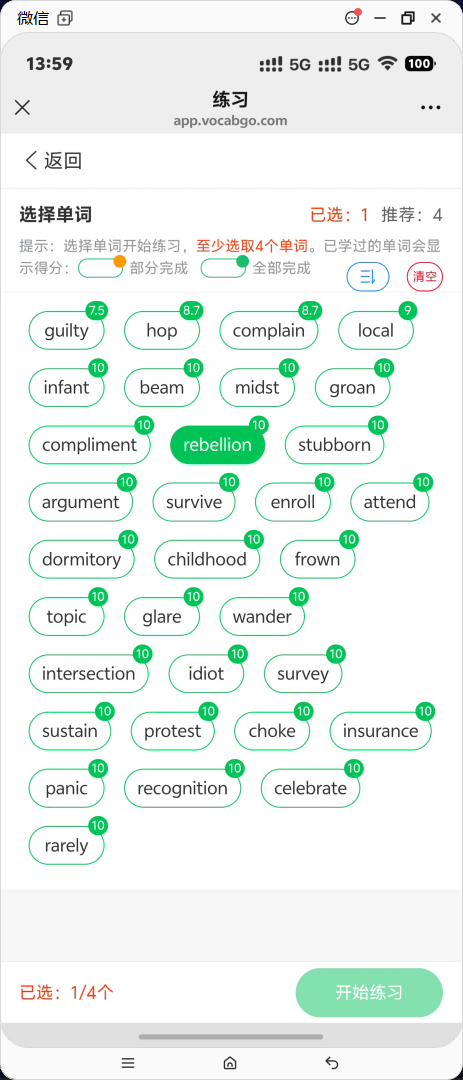 微信
13:59 5G 5G 100
练习
app.vocabgo.com
返回
选择单词 已选：1 推荐：4
提示：选择单词开始练习，至少选取4个单词。已学过的单词会显
示得分： 部分完成 全部完成 清空
7.5 8.7 8.7 9
guilty hop complain local
10 10 10 10
infant beam midst groan
10 10 10
compliment rebellion stubborn
10 10 10 10
argument survive enroll attend
10 10 10
dormitory childhood frown
10 10 10
topic glare wander
10 10 10
intersection idiot survey
10 10 10 10
sustain protest choke insurance
10 10 10
panic recognition celebrate
10
rarely
已选：1/4个 开始练习